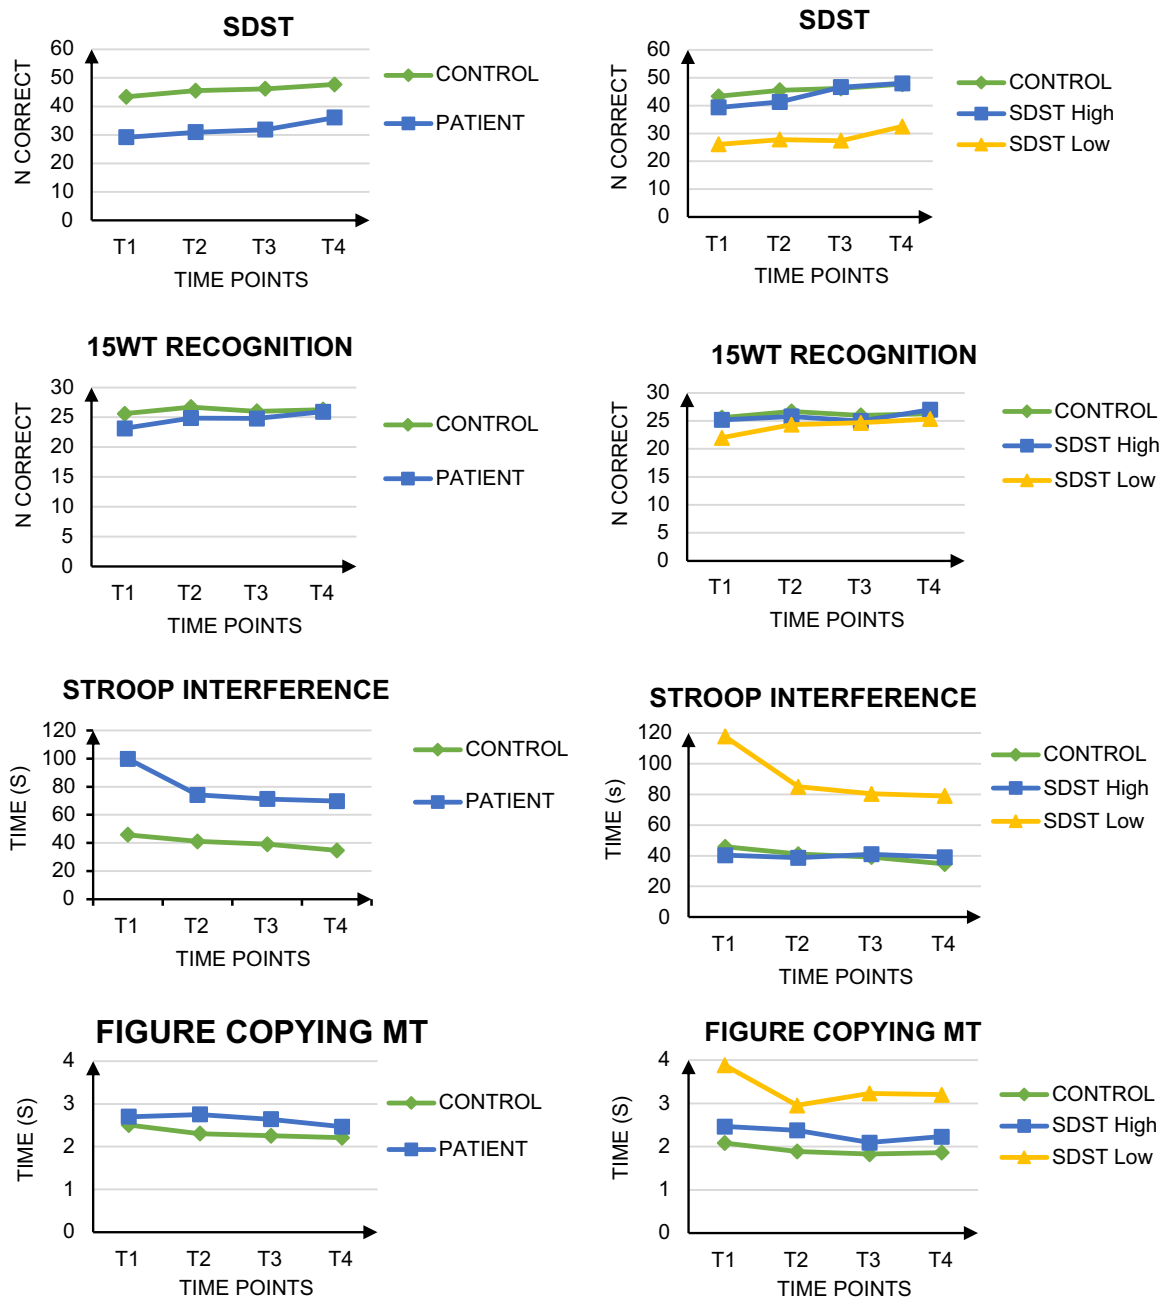 SDST
60
50
40
30
20
10
0
N CORRECT
T1 T2 T3 T4
TIME POINTS
CONTROL
PATIENT
SDST
60
50
40
30
20
10
0
N CORRECT
T1 T2 T3 T4
TIME POINTS
CONTROL
SDST High
SDST Low
15WT RECOGNITION
30
25
20
15
10
5
0
N CORRECT
T1 T2 T3 T4
TIME POINTS
CONTROL
PATIENT
15WT RECOGNITION
30
25
20
15
10
5
0
N CORRECT
T1 T2 T3 T4
TIME POINTS
CONTROL
SDST High
SDST Low
STROOP INTERFERENCE
120
100
80
60
40
20
0
TIME (S)
T1 T2 T3 T4
TIME POINTS
CONTROL
PATIENT
STROOP INTERFERENCE
120
100
80
60
40
20
0
TIME (s)
T1 T2 T3 T4
TIME POINTS
CONTROL
SDST High
SDST Low
FIGURE COPYING MT
4
3
2
1
0
TIME (S)
T1 T2 T3 T4
TIME POINTS
CONTROL
PATIENT
FIGURE COPYING MT
4
3
2
1
0
TIME (S)
T1 T2 T3 T4
TIME POINTS
CONTROL
SDST High
SDST Low